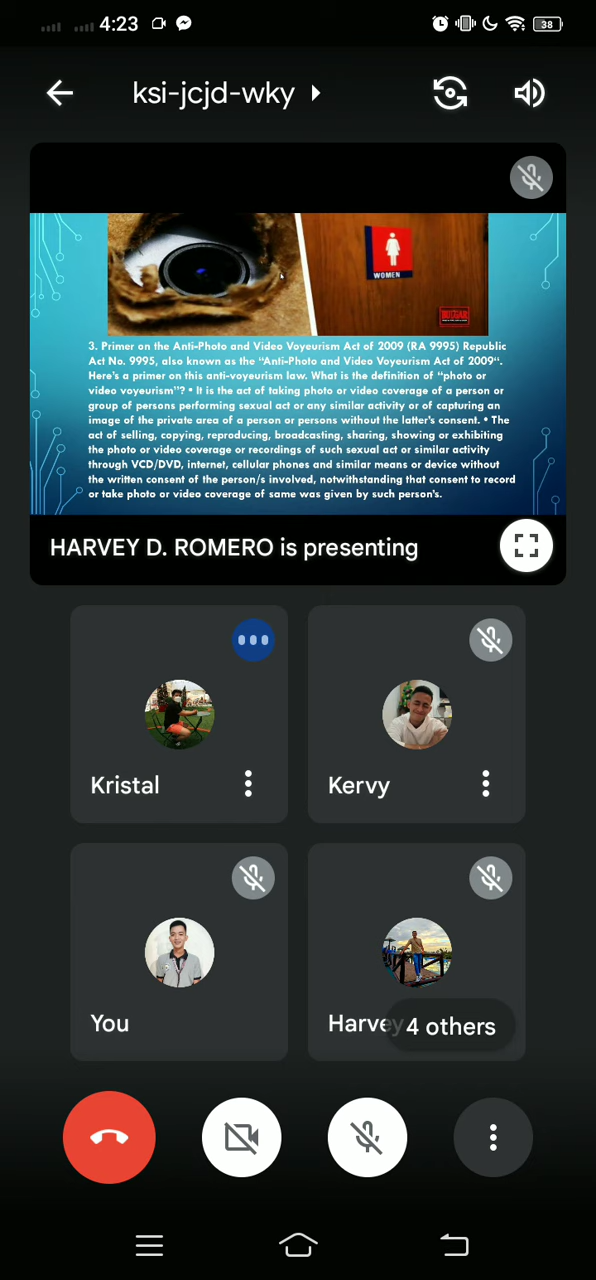 4:23
38
ksi-jcjd-wky
WOMEN
3. Primer on the Anti-Photo and Video Voyeurism Act of 2009 (RA 9995) Republic
Act No. 9995, also known as the “Anti-Photo and Video Voyeurism Act of 2009“.
Here’s a primer on this anti-voyeurism law. What is the definition of “photo or
video voyeurism”? • It is the act of taking photo or video coverage of a person or
group of persons performing sexual act or any similar activity or of capturing an
image of the private area of a person or persons without the latter’s consent. • The
act of selling, copying, reproducing, broadcasting, sharing, showing or exhibiting
the photo or video coverage or recordings of such sexual act or similar activity
through VCD/DVD, internet, cellular phones and similar means or device without
the written consent of the person/s involved, notwithstanding that consent to record
or take photo or video coverage of same was given by such person’s.
HARVEY D. ROMERO is presenting
Kristal
Kervy
You
Harvey
4 others